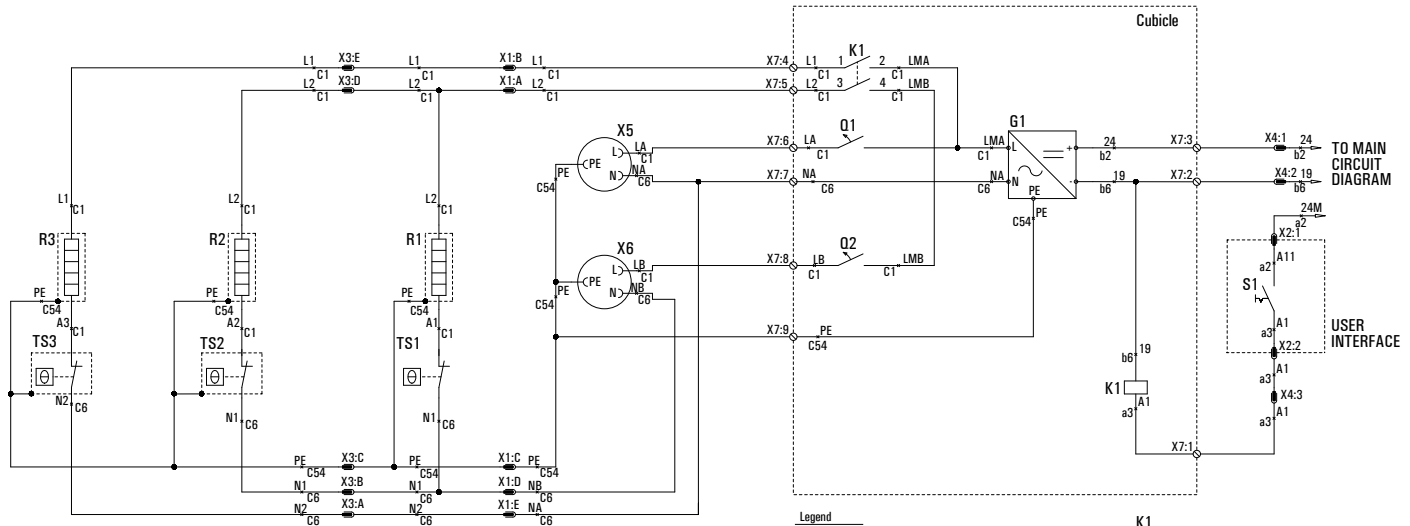 Cubicle
L1 X3:E L1 X1:B L1 X7:4 L1 1 K1 2 LMA
C1 C1 C1 C1 C1
L2 X3:D L2 X1:A L2 X7:5 L2 3 4 LMB
C1 C1 C1 C1 C1
X5 L LA C1 X7:6 LA C1 Q1 LMA C1 G1 L + 24 b2 X7:3 X4:1 24 b2
PE N NA C6 X7:7 NA C6 NA C6 N PE - 19 b6 X7:2 X4:2 19 b6
TO MAIN
CIRCUIT
DIAGRAM
PE C54
C54 PE
L1 C1 L2 C1 L2 C1
24M
a2
X2:1
R3 R2 R1
X6 L LB C1 X7:8 LB C1 Q2 LMB C1
PE N NB C6
PE C54
A11
a2
S1
PE C54 PE C54 PE C54
A3 C1 A2 C1 A1 C1
X7:9 PE C54
A1
a3
X2:2
USER
INTERFACE
TS3 TS2 TS1
θ θ θ
19
b6
K1
A1
a3
A1
a3
X4:3
A1
a3
N2 C6 N1 C6 N1 C6
X7:1
PE X3:C PE X1:C PE
C54 C54 C54
N1 X3:B N1 X1:D NB
C6 C6 C6
N2 X3:A N2 X1:E NA
C6 C6 C6
Legend
K1